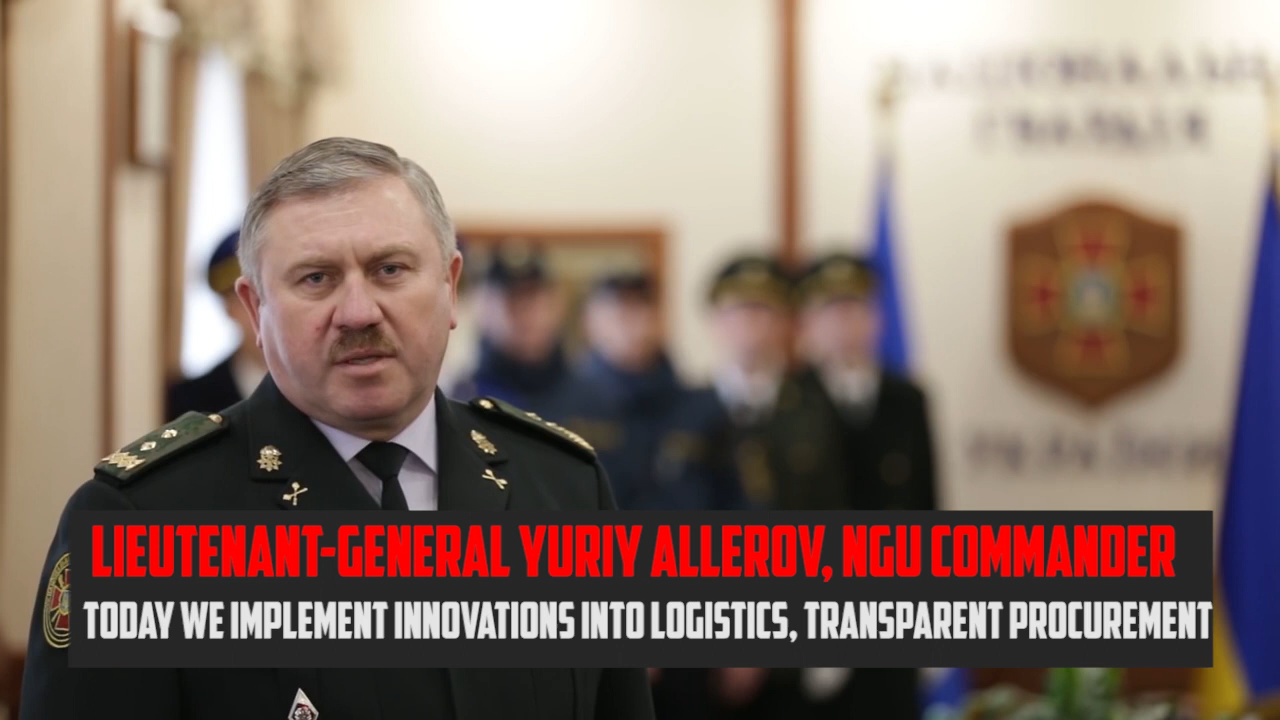 LIEUTENANT-GENERAL YURIY ALLEROV, NGU COMMANDER
TODAY WE IMPLEMENT INNOVATIONS INTO LOGISTICS, TRANSPARENT PROCUREMENT